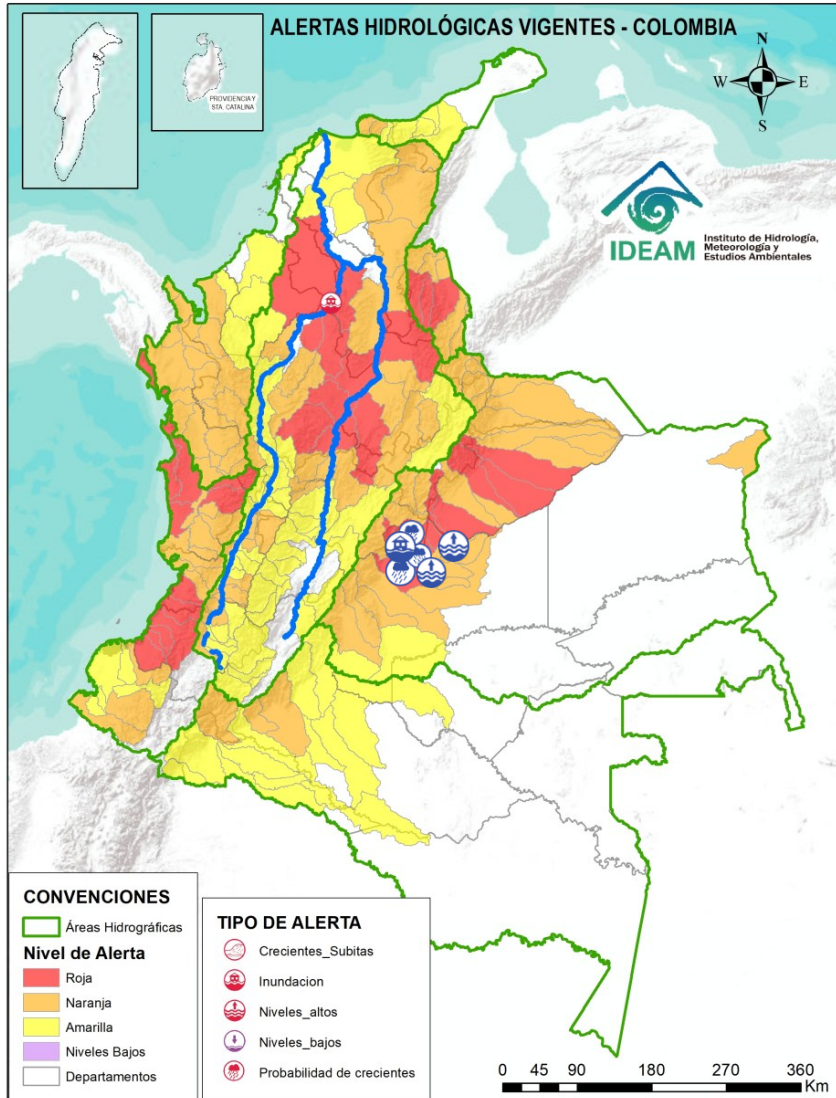 ALERTAS HIDROLÓGICAS VIGENTES - COLOMBIA
PROVIDENCIA Y
STA. CATALINA
N
W
E
S
IDEAM
Instituto de Hidrología,
Meteorología y
Estudios Ambientales
CONVENCIONES
Áreas Hidrográficas
Nivel de Alerta
Roja
Naranja
Amarilla
Niveles Bajos
Departamentos
TIPO DE ALERTA
Crecientes_Subitas
Inundacion
Niveles_altos
Niveles_bajos
Probabilidad de crecientes
0 45 90 180 270 360
Km